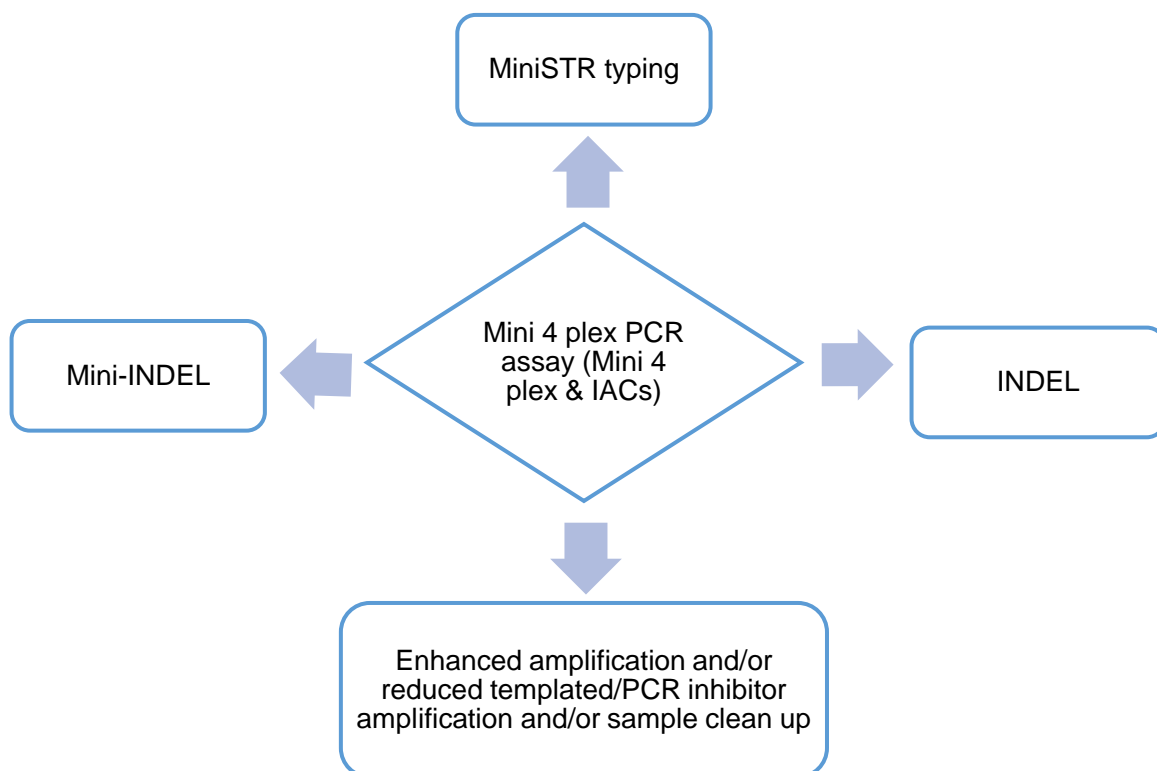 MiniSTR typing
Mini 4 plex PCR
assay (Mini 4
plex & IACs)
Mini-INDEL
INDEL
Enhanced amplification and/or
reduced templated/PCR inhibitor
amplification and/or sample clean up